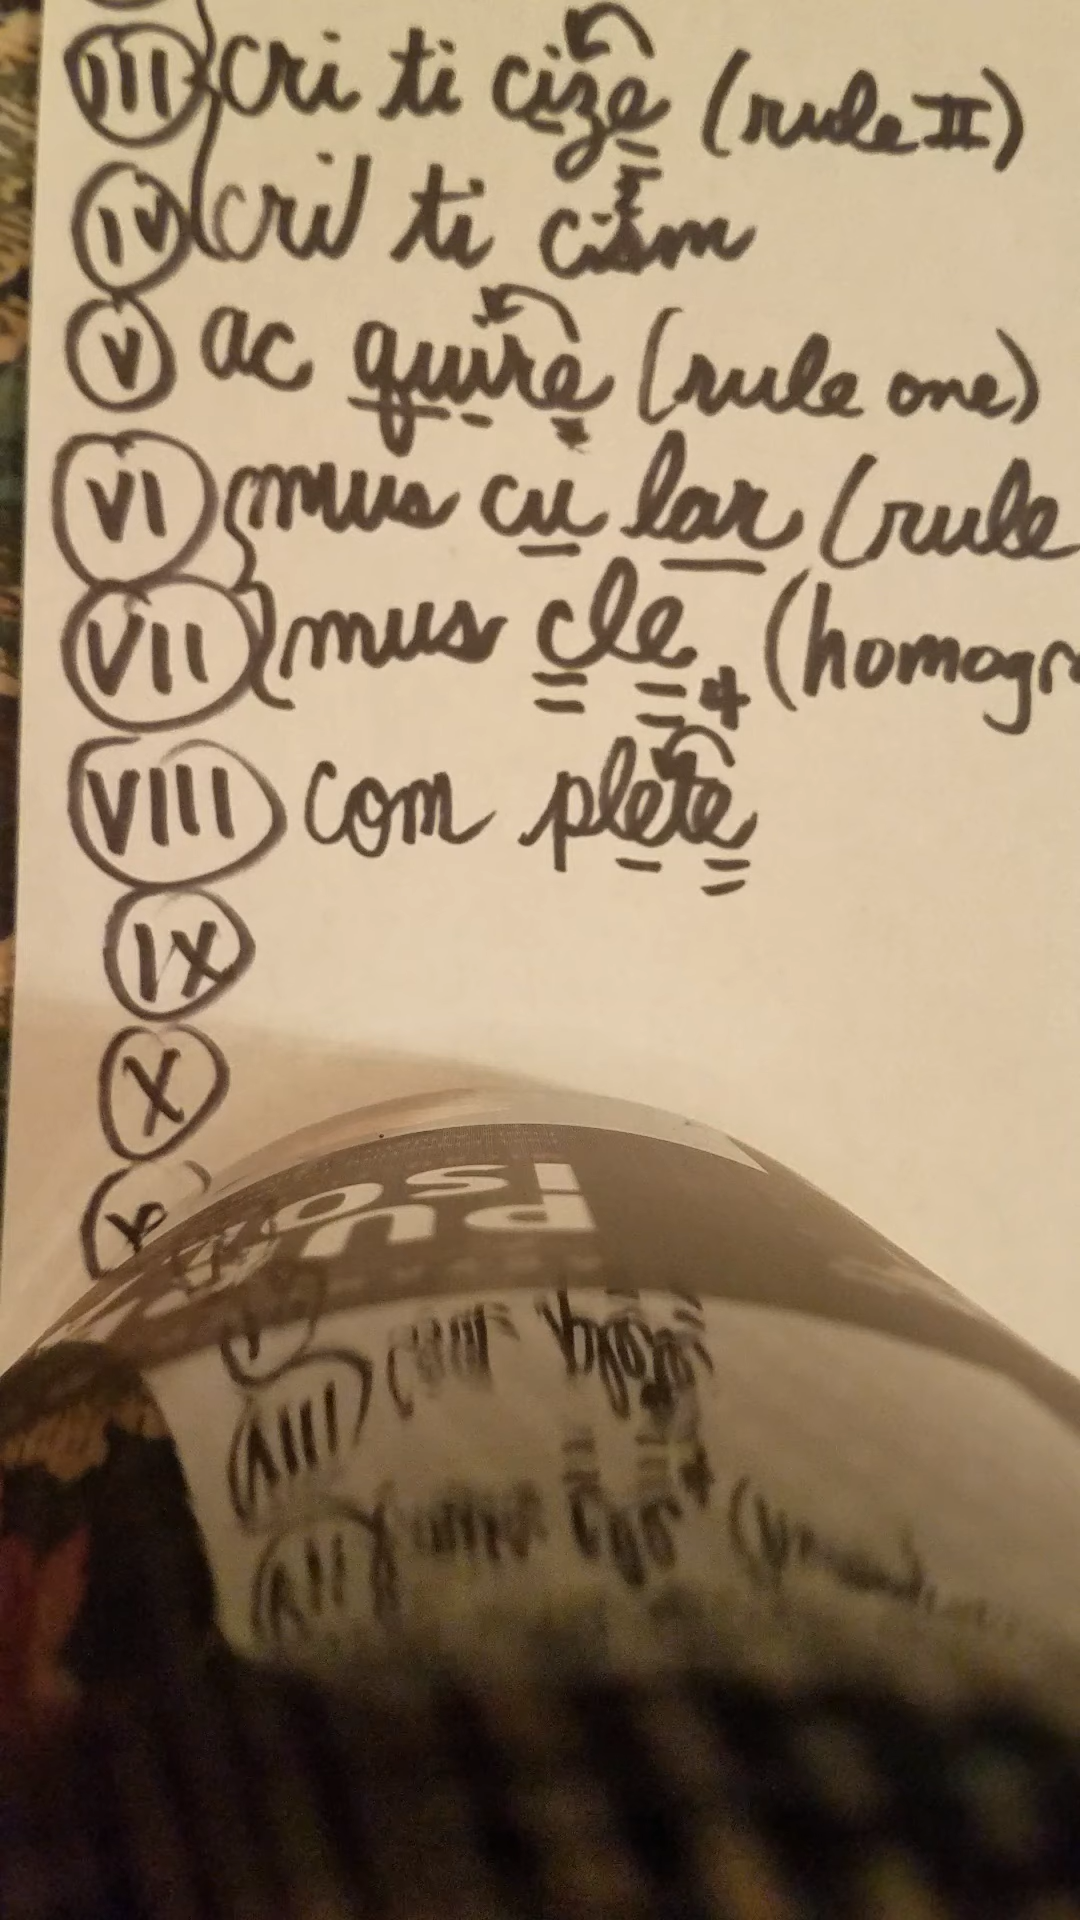 III cri ti cize (rule II)
IV cri ti cism
V ac quire (rule one)
VI mus cu lar (rule
VII mus cle 4 (homogr
VIII com plete
IX
X